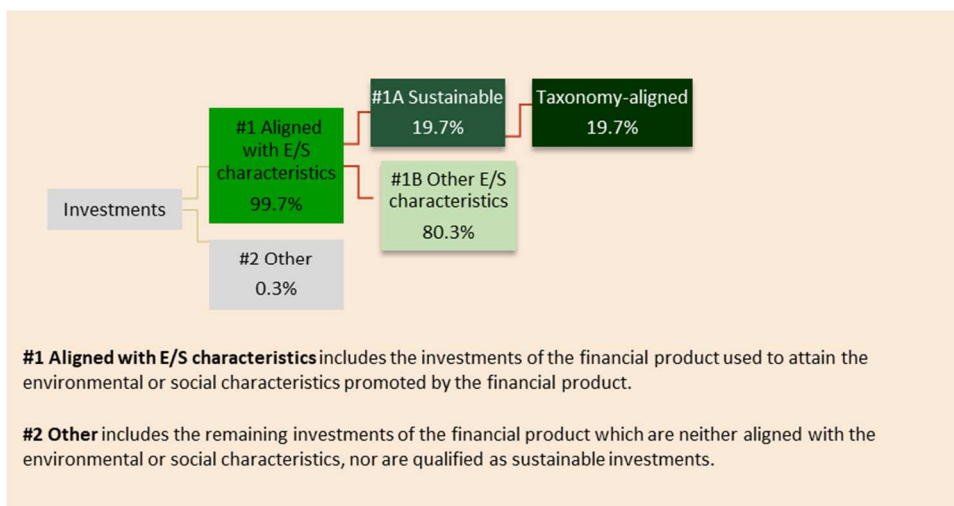 #1A Sustainable
19.7%
Taxonomy-aligned
19.7%
#1 Aligned
with E/S
characteristics
99.7%
#1B Other E/S
characteristics
80.3%
Investments
#2 Other
0.3%
#1 Aligned with E/S characteristics includes the investments of the financial product used to attain the
environmental or social characteristics promoted by the financial product.
#2 Other includes the remaining investments of the financial product which are neither aligned with the
environmental or social characteristics, nor are qualified as sustainable investments.